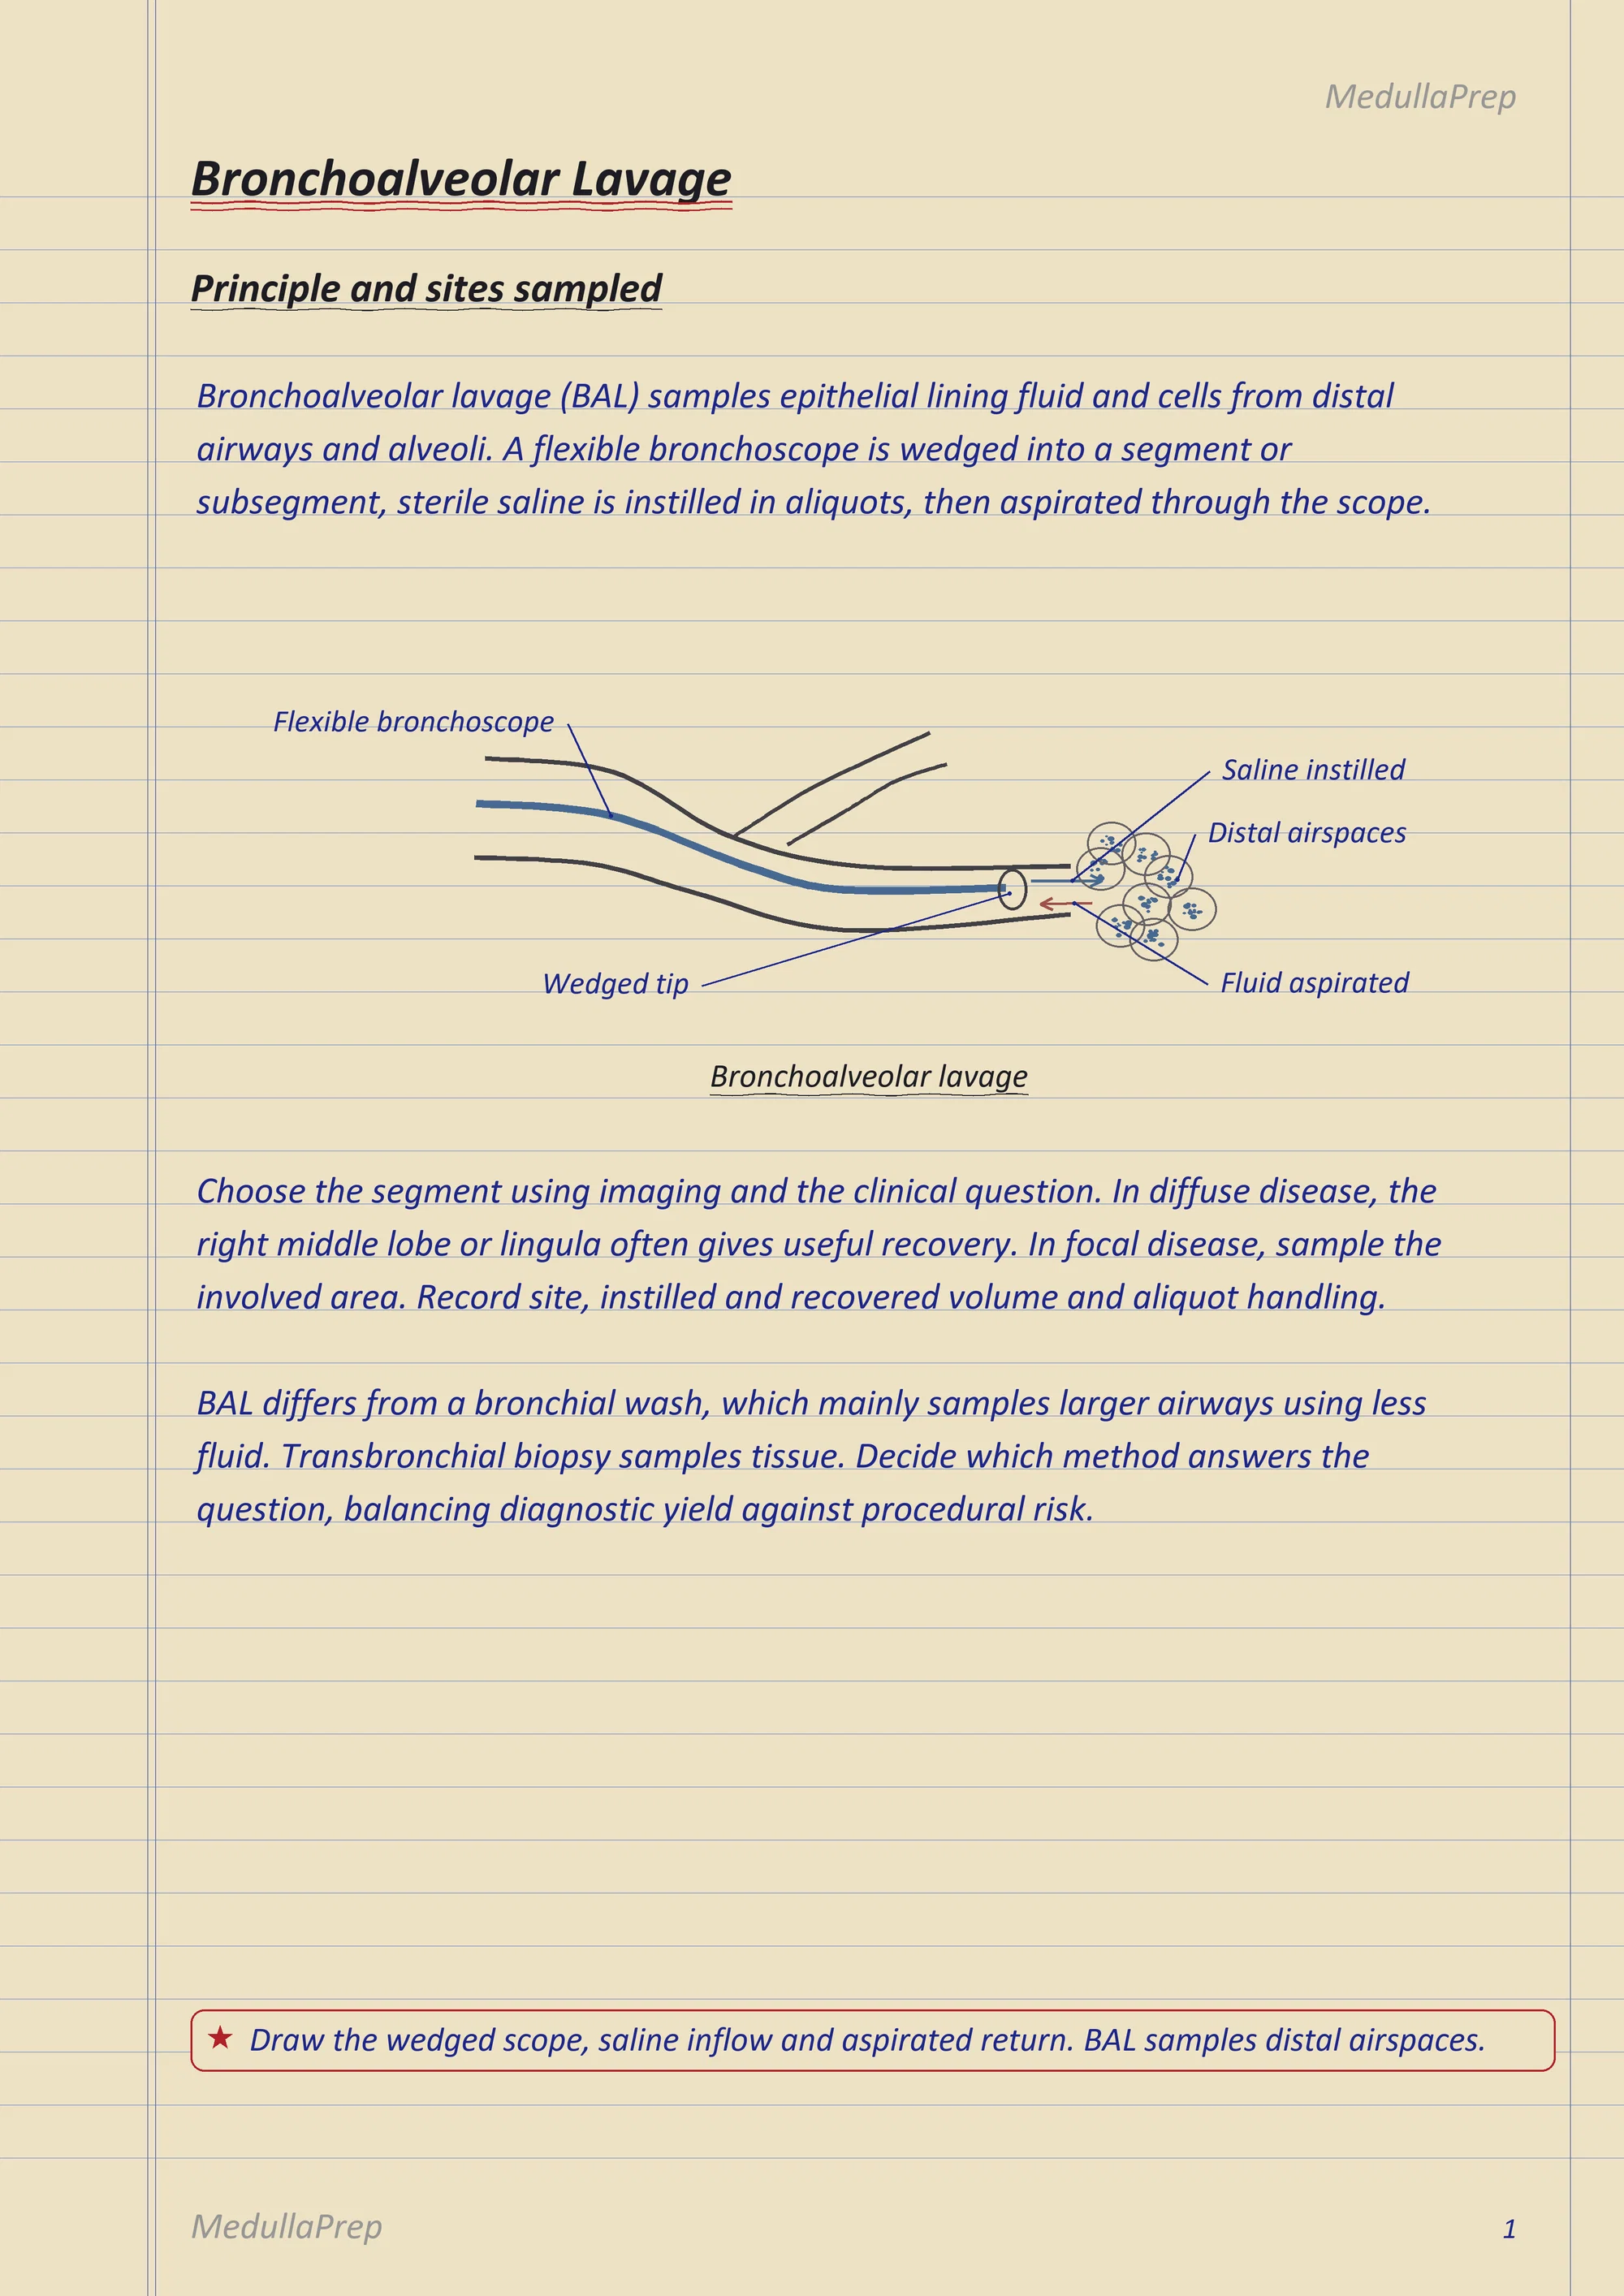 MedullaPrep
Bronchoalveolar Lavage
Principle and sites sampled
Bronchoalveolar lavage (BAL) samples epithelial lining fluid and cells from distal
airways and alveoli. A flexible bronchoscope is wedged into a segment or
subsegment, sterile saline is instilled in aliquots, then aspirated through the scope.
Flexible bronchoscope
Saline instilled
Distal airspaces
Wedged tip
Fluid aspirated
Bronchoalveolar lavage
Choose the segment using imaging and the clinical question. In diffuse disease, the
right middle lobe or lingula often gives useful recovery. In focal disease, sample the
involved area. Record site, instilled and recovered volume and aliquot handling.
BAL differs from a bronchial wash, which mainly samples larger airways using less
fluid. Transbronchial biopsy samples tissue. Decide which method answers the
question, balancing diagnostic yield against procedural risk.
★ Draw the wedged scope, saline inflow and aspirated return. BAL samples distal airspaces.
MedullaPrep
1